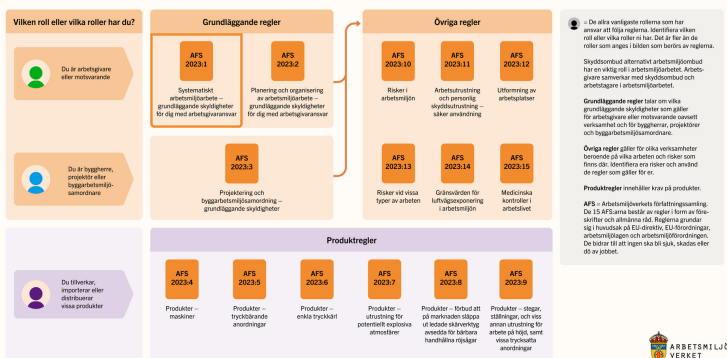 Vilken roll eller vilka roller har du?
Du är arbetsgivare
eller motsvarande
Du är byggherre,
projektör eller
byggarbetsmiljö-
samordnare
Grundläggande regler
AFS
2023:1
Systematiskt
arbetsmiljöarbete –
grundläggande skyldigheter
för dig med arbetsgivaransvar
AFS
2023:2
Planering och organisering
av arbetsmiljöarbete –
grundläggande skyldigheter
för dig med arbetsgivaransvar
AFS
2023:3
Projektering och
byggarbetsmiljösamordning –
grundläggande skyldigheter
Övriga regler
AFS
2023:10
Risker i
arbetsmiljön
AFS
2023:11
Arbetsutrustning
och personlig
skyddsutrustning –
säker användning
AFS
2023:12
Utformning av
arbetsplatser
AFS
2023:13
Risker vid vissa
typer av arbeten
AFS
2023:14
Gränsvärden för
luftvägsexponering
i arbetsmiljön
AFS
2023:15
Medicinska
kontroller i
arbetslivet
Du tillverkar,
importerar eller
distribuerar
vissa produkter
Produktregler
AFS
2023:4
Produkter –
maskiner
AFS
2023:5
Produkter –
tryckbärande
anordningar
AFS
2023:6
Produkter –
enkla tryckkärl
AFS
2023:7
Produkter –
utrustning för
potentiellt explosiva
atmosfärer
AFS
2023:8
Produkter – förbud att
på marknaden släppa
ut ledade skärverktyg
avsedda för bärbara
handhållna röjsågar
AFS
2023:9
Produkter – stegar,
ställningar, och viss
annan utrustning för
arbete på höjd, samt
vissa trycksatta
anordningar
= De allra vanligaste rollerna som har
ansvar att följa reglerna. Identifiera vilken
roll eller vilka roller ni har. Det är fler än de
roller som anges i bilden som berörs av reglerna.
Skyddsombud alternativt arbetsmiljöombud
har en viktig roll i arbetsmiljöarbetet. Arbets-
givare samverkar med skyddsombud och
arbetstagare i arbetsmiljöarbetet.
Grundläggande regler talar om vilka
grundläggande skyldigheter som gäller
för arbetsgivare eller motsvarande oavsett
verksamhet och för byggherrar, projektörer
och byggarbetsmiljösamordnare.
Övriga regler gäller för olika verksamheter
beroende på vilka arbeten och risker som
finns där. Identifiera era risker och använd
de regler som gäller för er.
Produktregler innehåller krav på produkter.
AFS = Arbetsmiljöverkets författningssamling.
De 15 AFS:arna består av regler i form av före-
skrifter och allmänna råd. Reglerna grundar
sig i huvudsak på EU-direktiv, EU-förordningar,
arbetsmiljölagen och arbetsmiljöförordningen.
De bidrar till att ingen ska bli sjuk, skadas eller
dö av jobbet.
ARBETSMILJÖ
VERKET